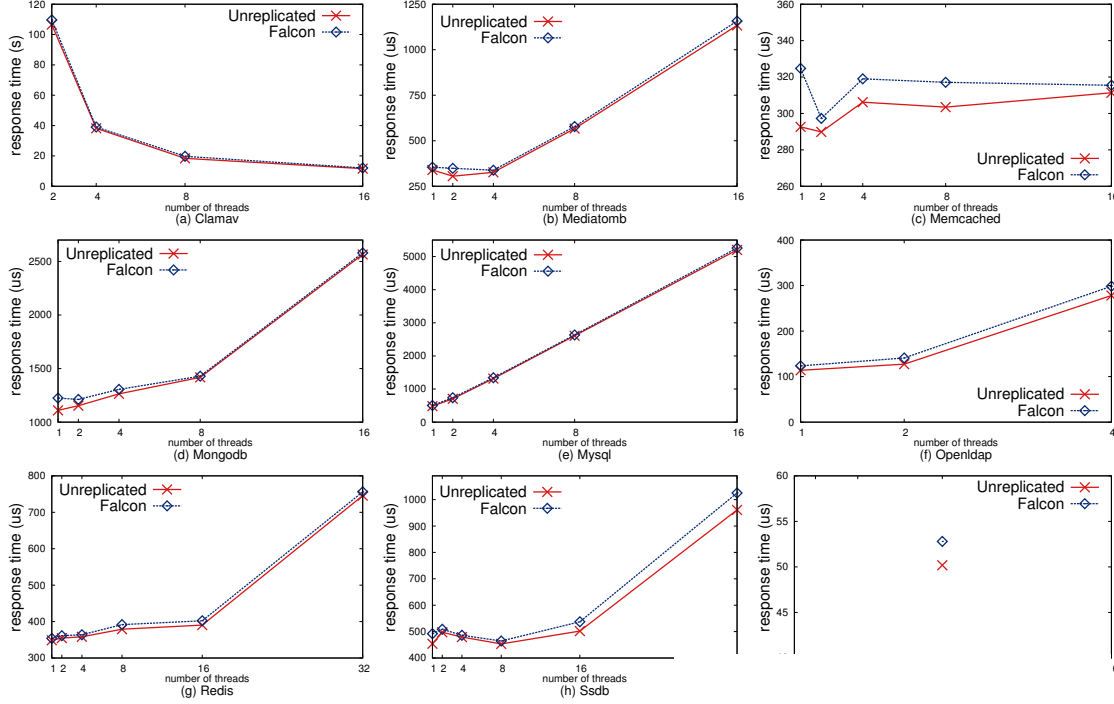 response time (s)
120
100
80
60
40
20
0
Unreplicated
Falcon
2
4
8
16
number of threads
(a) Clamav
response time (us)
1250
1000
750
500
250
Unreplicated
Falcon
1
2
4
8
16
number of threads
(b) Mediatomb
response time (us)
360
340
320
300
280
260
Unreplicated
Falcon
1
2
4
8
16
number of threads
(c) Memcached
response time (us)
2500
2000
1500
1000
Unreplicated
Falcon
1
2
4
8
16
number of threads
(d) Mongodb
response time (us)
5000
4000
3000
2000
1000
0
Unreplicated
Falcon
1
2
4
8
16
number of threads
(e) Mysql
response time (us)
400
300
200
100
0
Unreplicated
Falcon
1
2
4
number of threads
(f) Openldap
response time (us)
800
700
600
500
400
300
Unreplicated
Falcon
1
2
4
8
16
32
number of threads
(g) Redis
response time (us)
1000
900
800
700
600
500
400
Unreplicated
Falcon
1
2
4
8
16
number of threads
(h) Ssdb
response time (us)
60
55
50
45
Unreplicated
Falcon